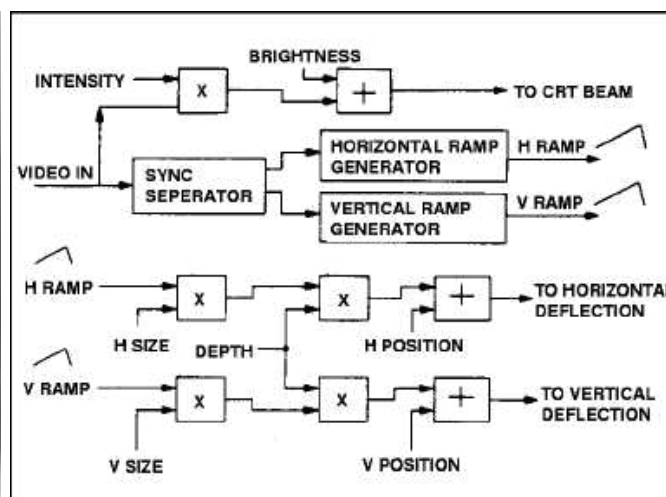 BRIGHTNESS
INTENSITY
X
+
TO CRT BEAM
VIDEO IN
SYNC
SEPERATOR
HORIZONTAL RAMP
GENERATOR
H RAMP
VERTICAL RAMP
GENERATOR
V RAMP
H RAMP
X
X
+
TO HORIZONTAL
DEFLECTION
H SIZE
DEPTH
H POSITION
V RAMP
X
X
+
TO VERTICAL
DEFLECTION
V SIZE
V POSITION